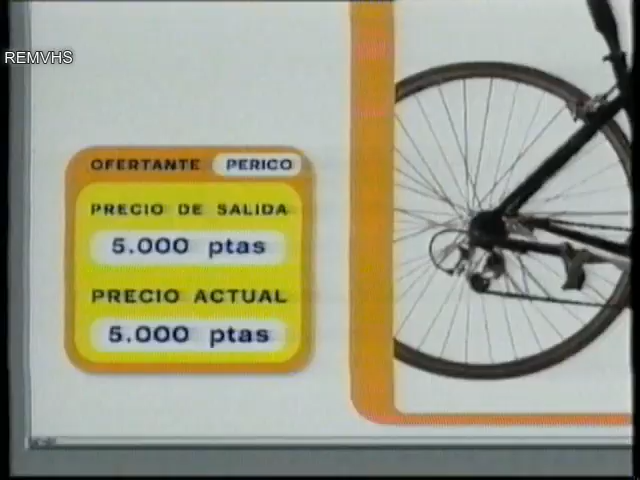 REMVHS
OFERTANTE PERICO
PRECIO DE SALIDA
5.000 ptas
PRECIO ACTUAL
5.000 ptas